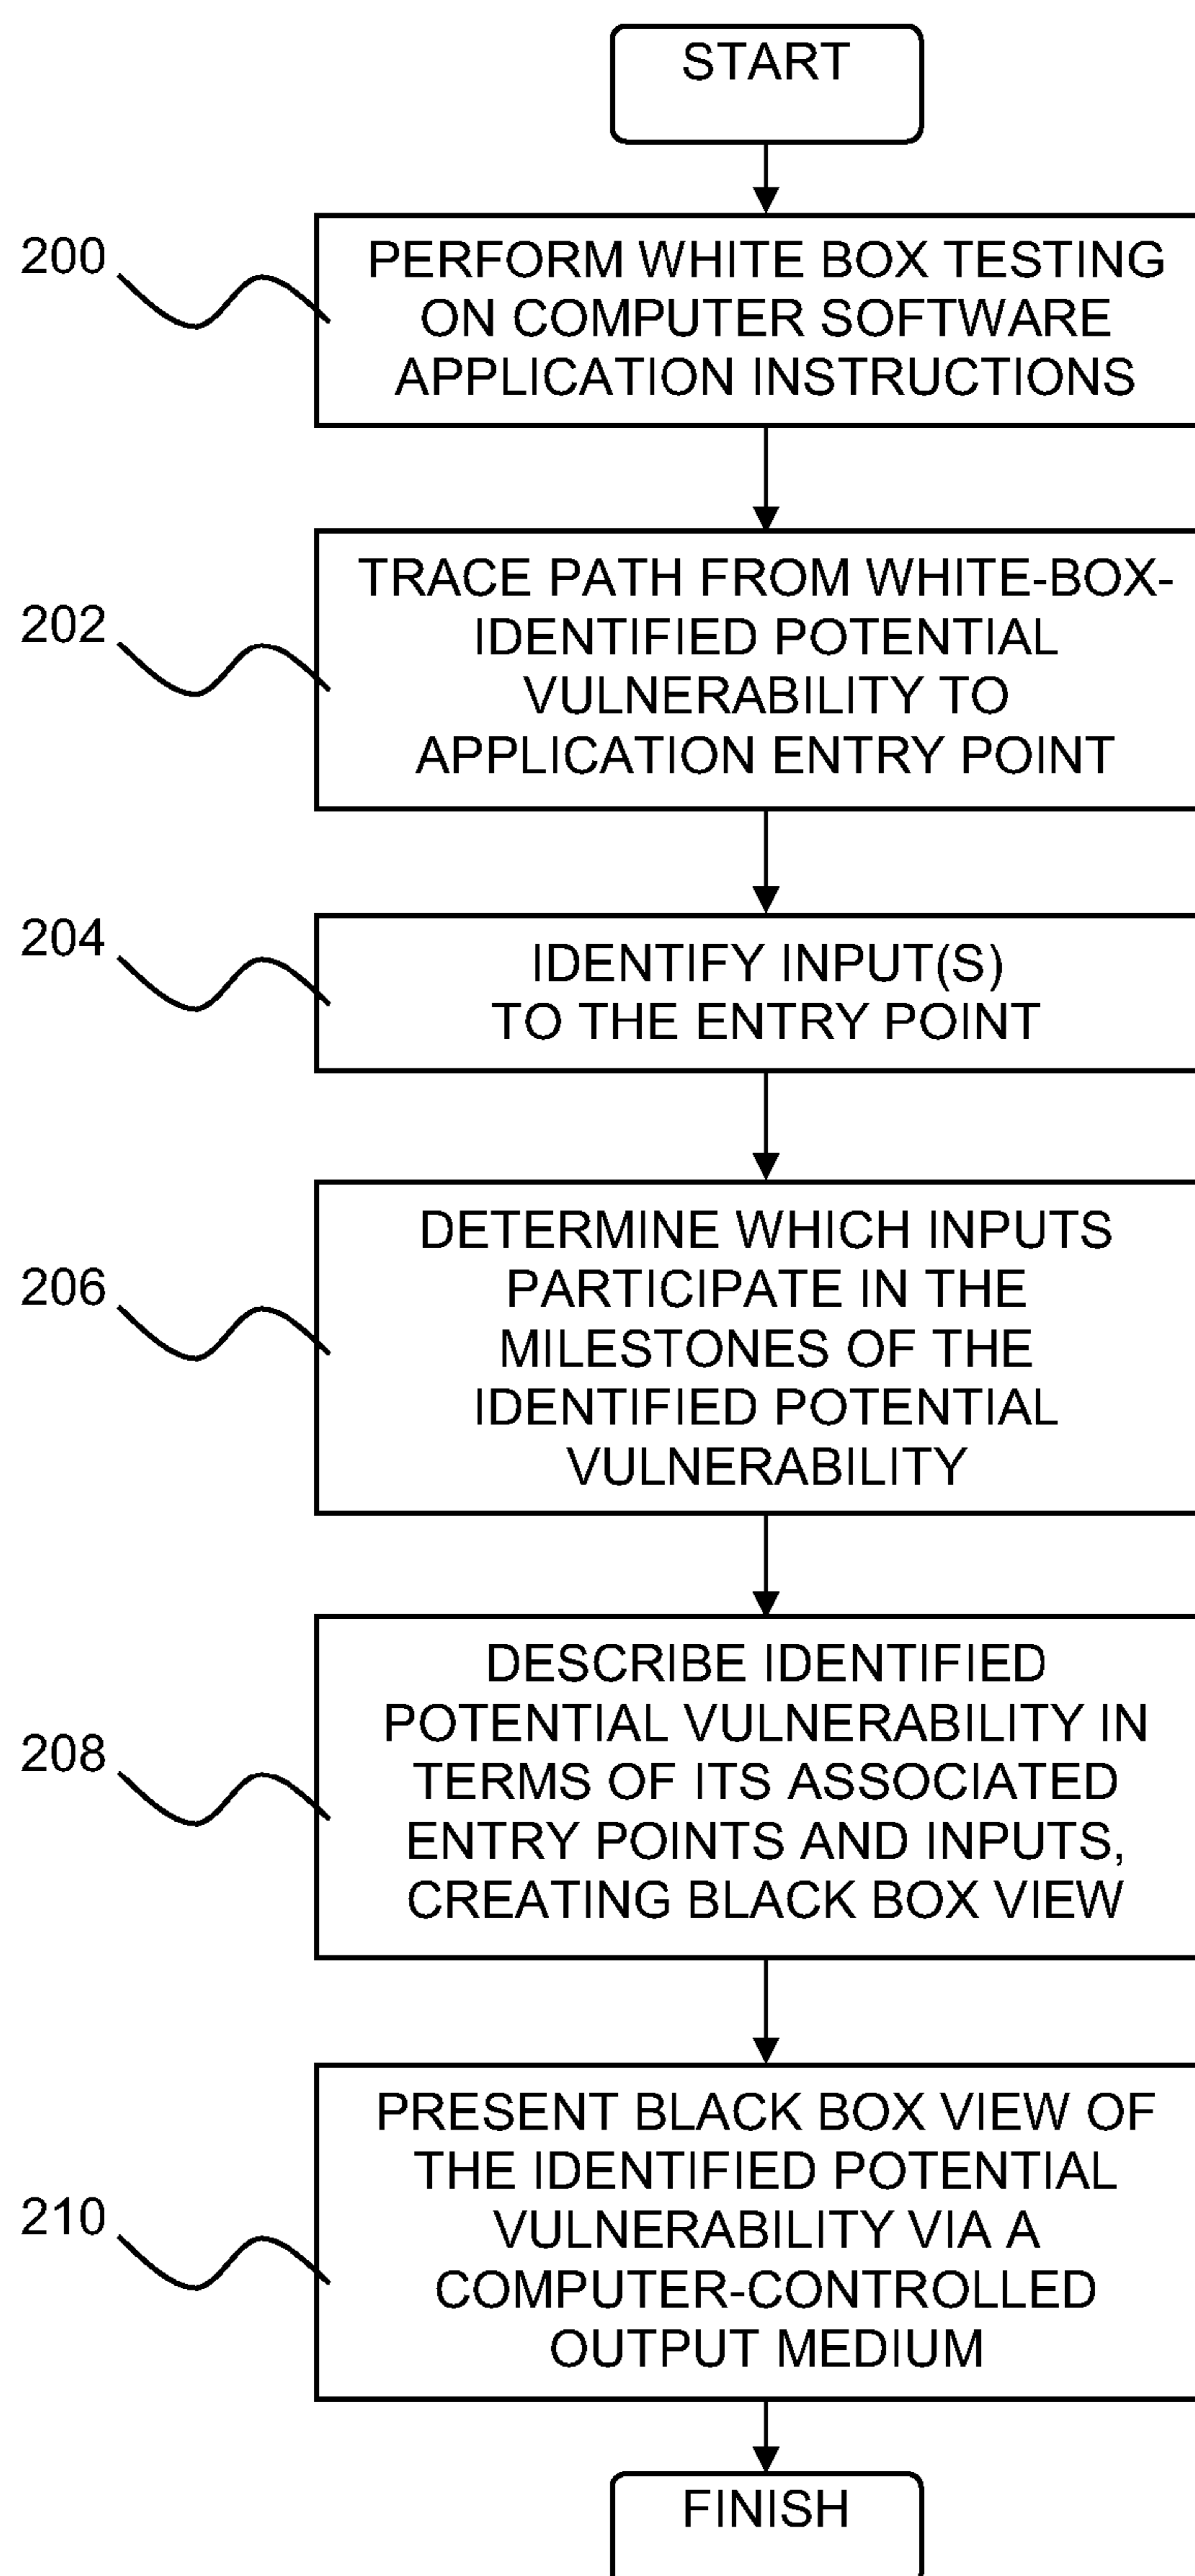 START
200
PERFORM WHITE BOX TESTING
ON COMPUTER SOFTWARE
APPLICATION INSTRUCTIONS
202
TRACE PATH FROM WHITE-BOX-
IDENTIFIED POTENTIAL
VULNERABILITY TO
APPLICATION ENTRY POINT
204
IDENTIFY INPUT(S)
TO THE ENTRY POINT
206
DETERMINE WHICH INPUTS
PARTICIPATE IN THE
MILESTONES OF THE
IDENTIFIED POTENTIAL
VULNERABILITY
208
DESCRIBE IDENTIFIED
POTENTIAL VULNERABILITY IN
TERMS OF ITS ASSOCIATED
ENTRY POINTS AND INPUTS,
CREATING BLACK BOX VIEW
210
PRESENT BLACK BOX VIEW OF
THE IDENTIFIED POTENTIAL
VULNERABILITY VIA A
COMPUTER-CONTROLLED
OUTPUT MEDIUM
FINISH